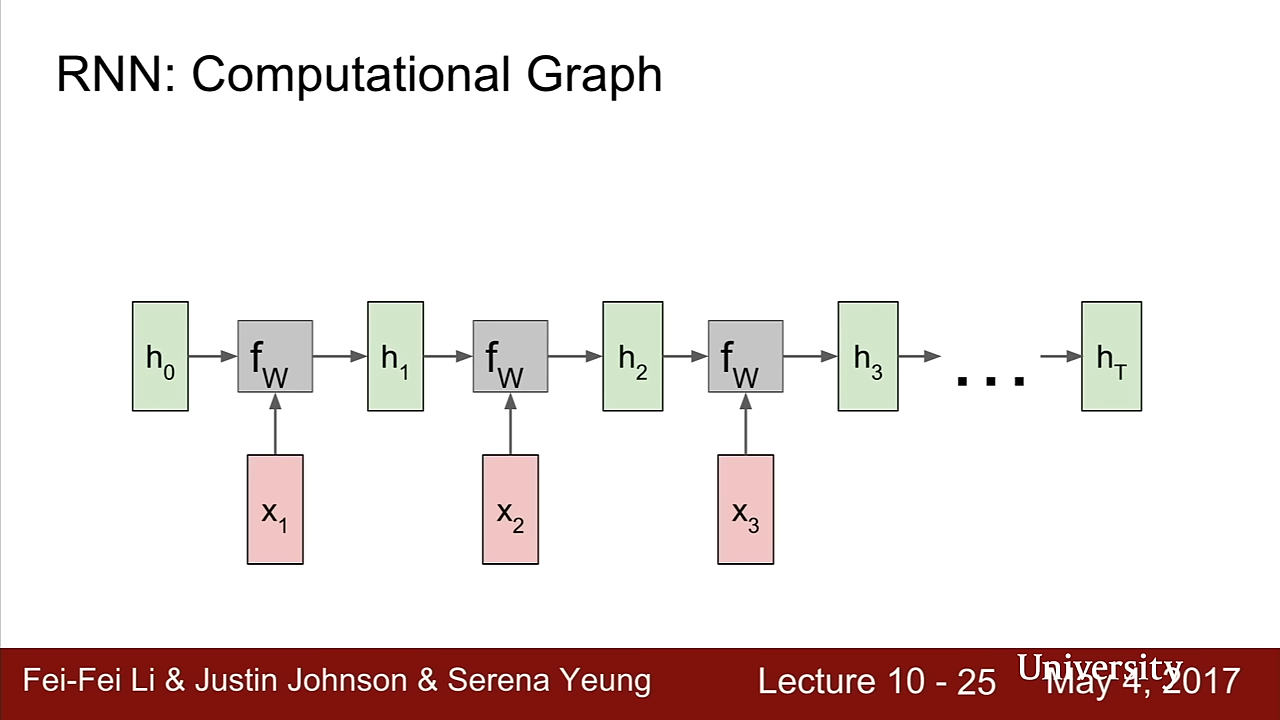 RNN: Computational Graph
h0 fW h1 fW h2 fW h3 ... hT
x1 x2 x3
Fei-Fei Li & Justin Johnson & Serena Yeung Lecture 10 - 25 May 4, 2017
University